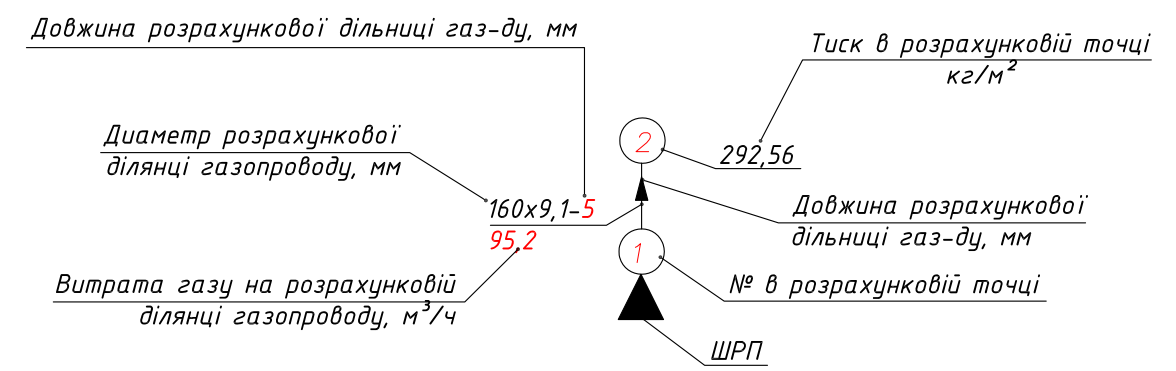 Довжина розрахункової дільниці газ-ду, мм
Тиск в розрахунковій точці
кг/м²
Диаметр розрахункової
ділянці газопроводу, мм
2
292,56
160х9,1-5
95,2
Довжина розрахункової
дільниці газ-ду, мм
1
Витрата газу на розрахунковій
ділянці газопроводу, м³/ч
№ в розрахунковій точці
ШРП